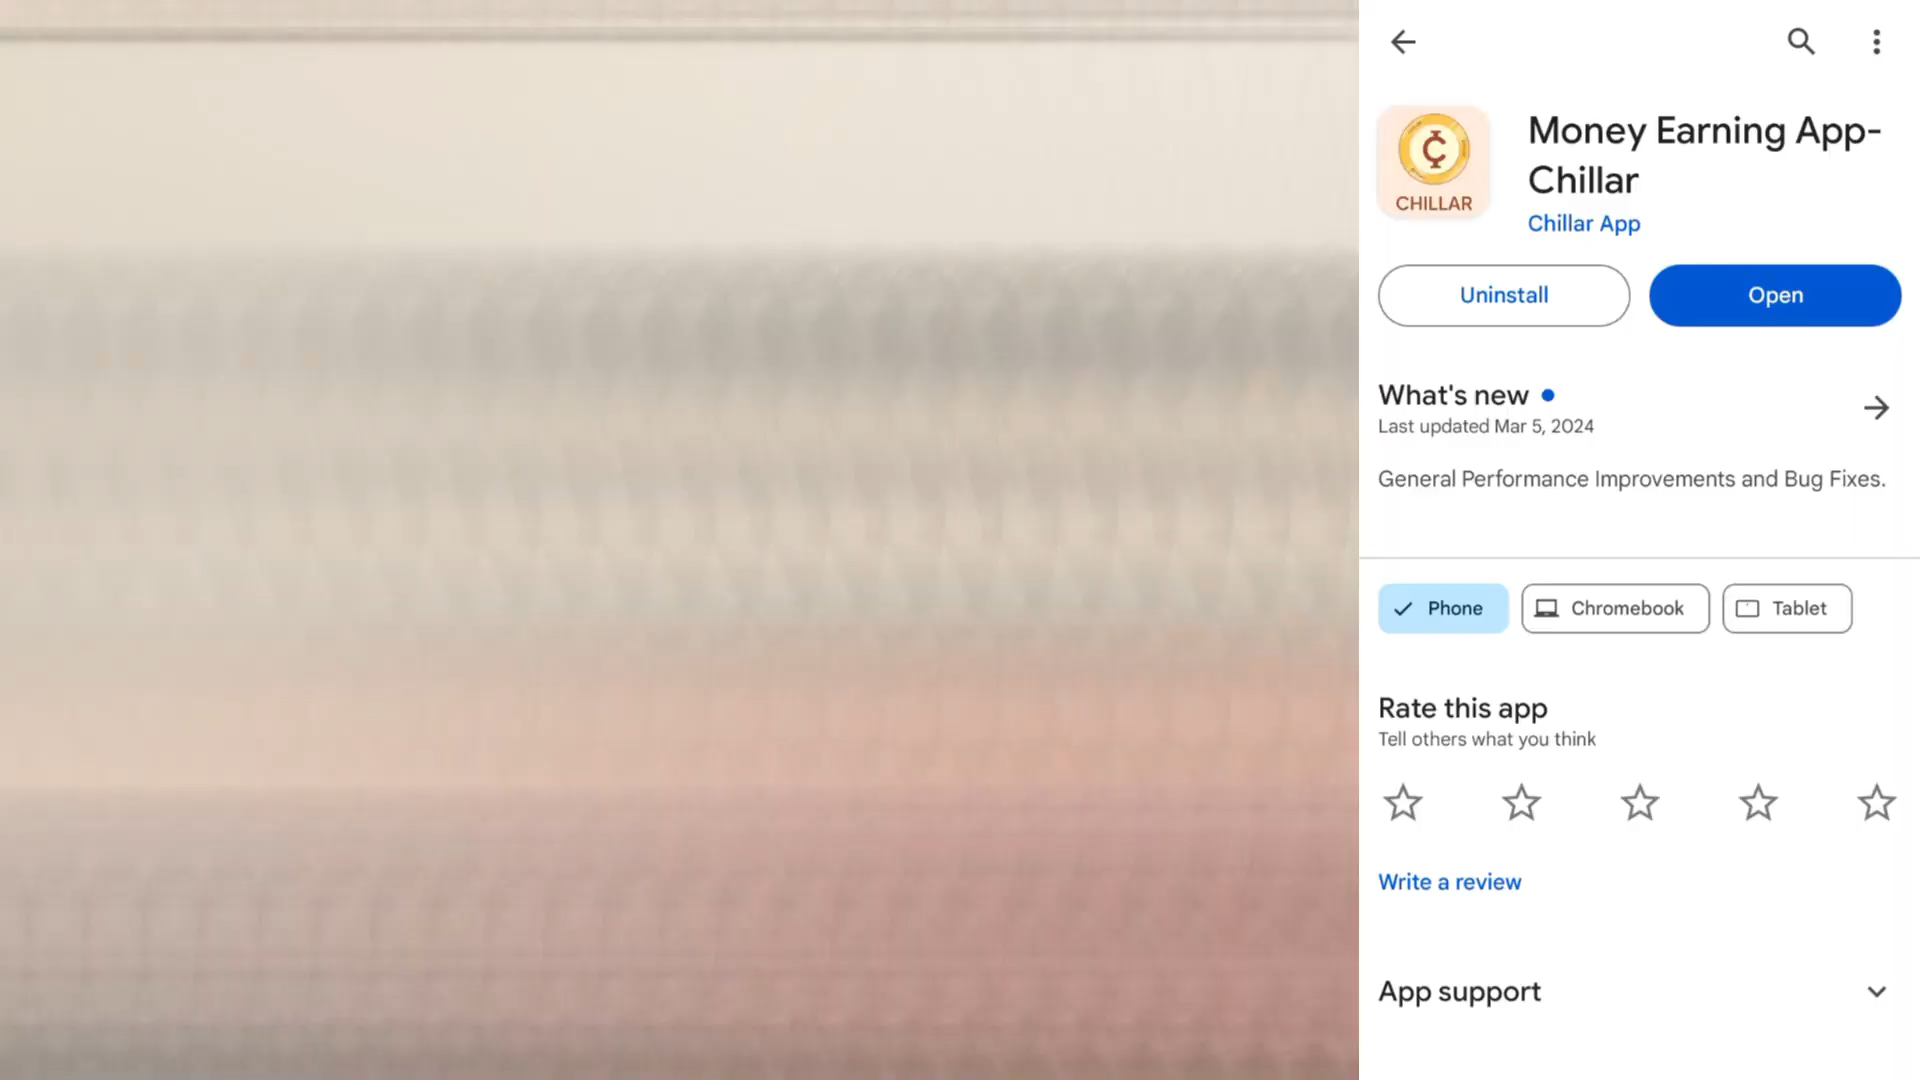 Money Earning App-
Chillar
CHILLAR
Chillar App
Uninstall
Open
What's new
Last updated Mar 5, 2024
General Performance Improvements and Bug Fixes.
Phone
Chromebook
Tablet
Rate this app
Tell others what you think
Write a review
App support